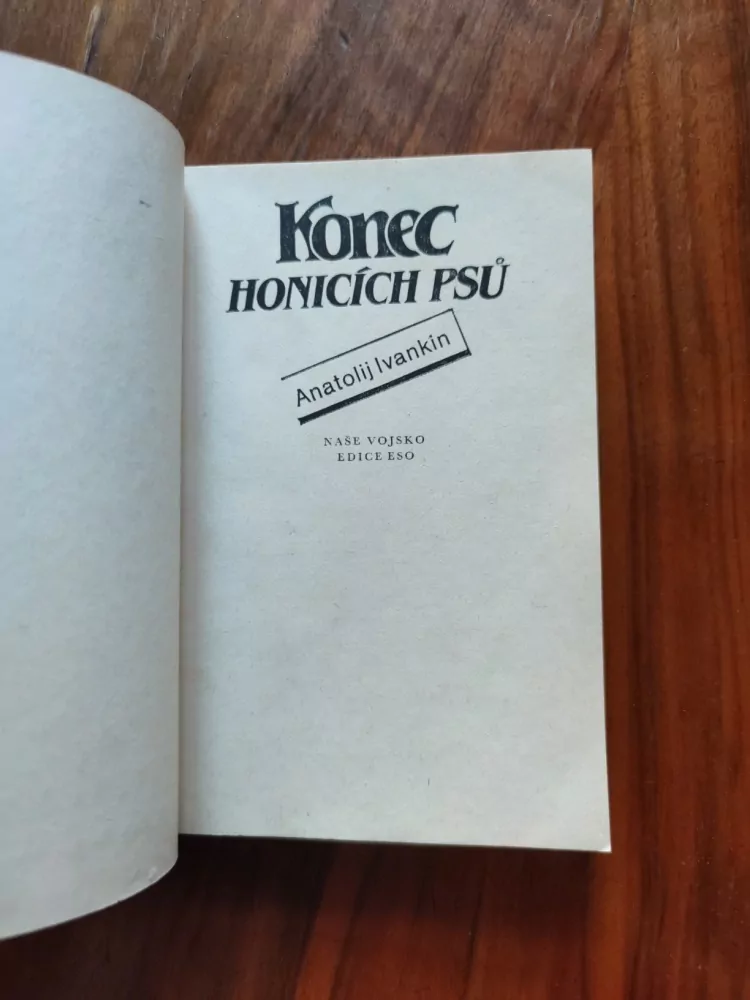 Konec
HONICÍCH PSŮ
Anatolij Ivankin
NAŠE VOJSKO
EDICE ESO